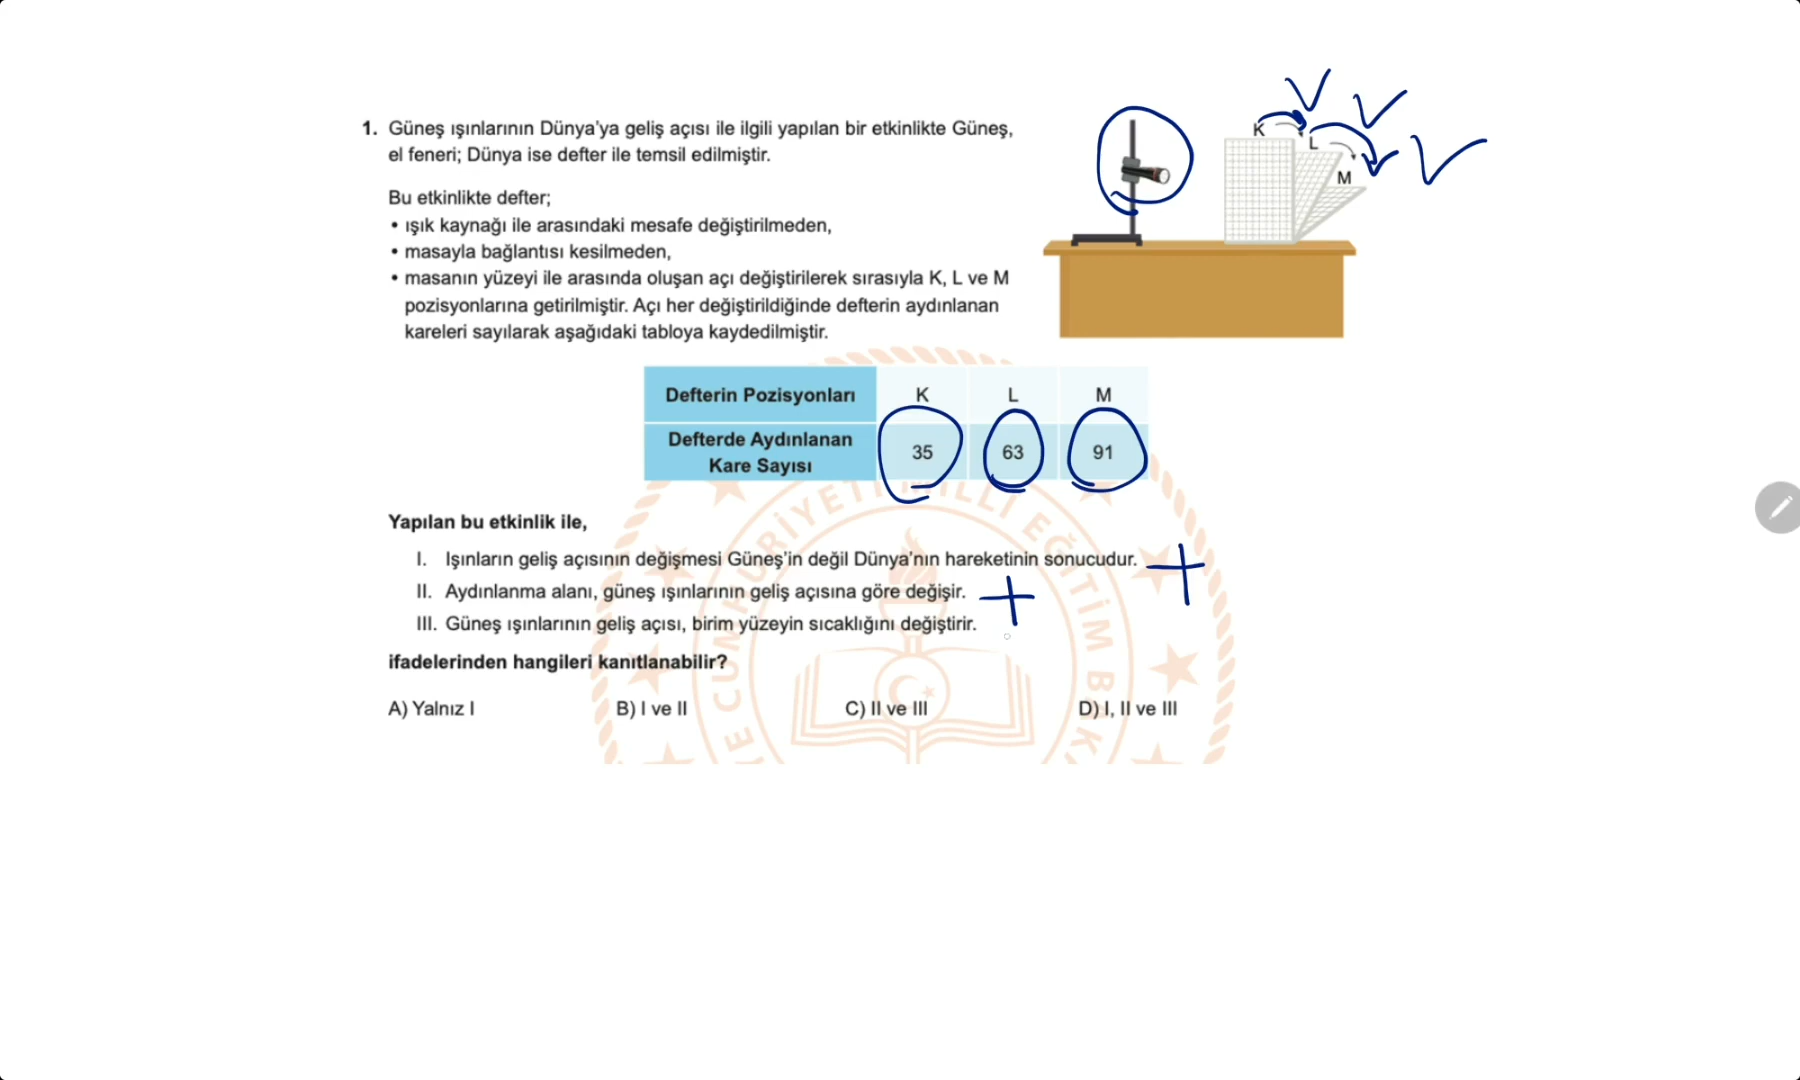 1. Güneş ışınlarının Dünya'ya geliş açısı ile ilgili yapılan bir etkinlikte Güneş,
el feneri; Dünya ise defter ile temsil edilmiştir.
Bu etkinlikte defter;
• ışık kaynağı ile arasındaki mesafe değiştirilmeden,
• masayla bağlantısı kesilmeden,
• masanın yüzeyi ile arasında oluşan açı değiştirilerek sırasıyla K, L ve M
pozisyonlarına getirilmiştir. Açı her değiştirildiğinde defterin aydınlanan
kareleri sayılarak aşağıdaki tabloya kaydedilmiştir.
K
L
M
Defterin Pozisyonları K L M
Defterde Aydınlanan
Kare Sayısı 35 63 91
Yapılan bu etkinlik ile,
I. Işınların geliş açısının değişmesi Güneş'in değil Dünya'nın hareketinin sonucudur. +
II. Aydınlanma alanı, güneş ışınlarının geliş açısına göre değişir. +
III. Güneş ışınlarının geliş açısı, birim yüzeyin sıcaklığını değiştirir.
ifadelerinden hangileri kanıtlanabilir?
A) Yalnız I B) I ve II C) II ve III D) I, II ve III